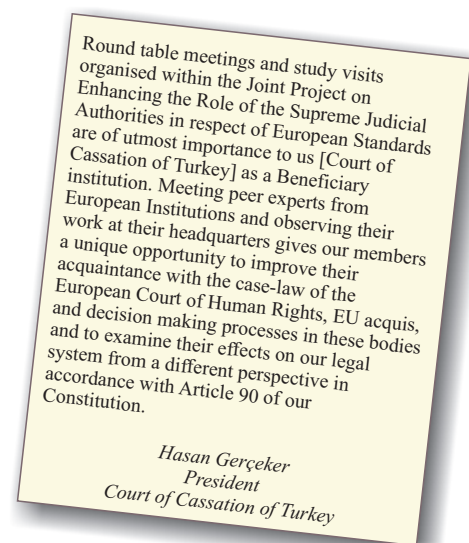 Round table meetings and study visits
organised within the Joint Project on
Enhancing the Role of the Supreme Judicial
Authorities in respect of European Standards
are of utmost importance to us [Court of
Cassation of Turkey] as a Beneficiary
institution. Meeting peer experts from
European Institutions and observing their
work at their headquarters gives our members
a unique opportunity to improve their
acquaintance with the case-law of the
European Court of Human Rights, EU acquis,
and decision making processes in these bodies
and to examine their effects on our legal
system from a different perspective in
accordance with Article 90 of our
Constitution.
Hasan Gerçeker
President
Court of Cassation of Turkey